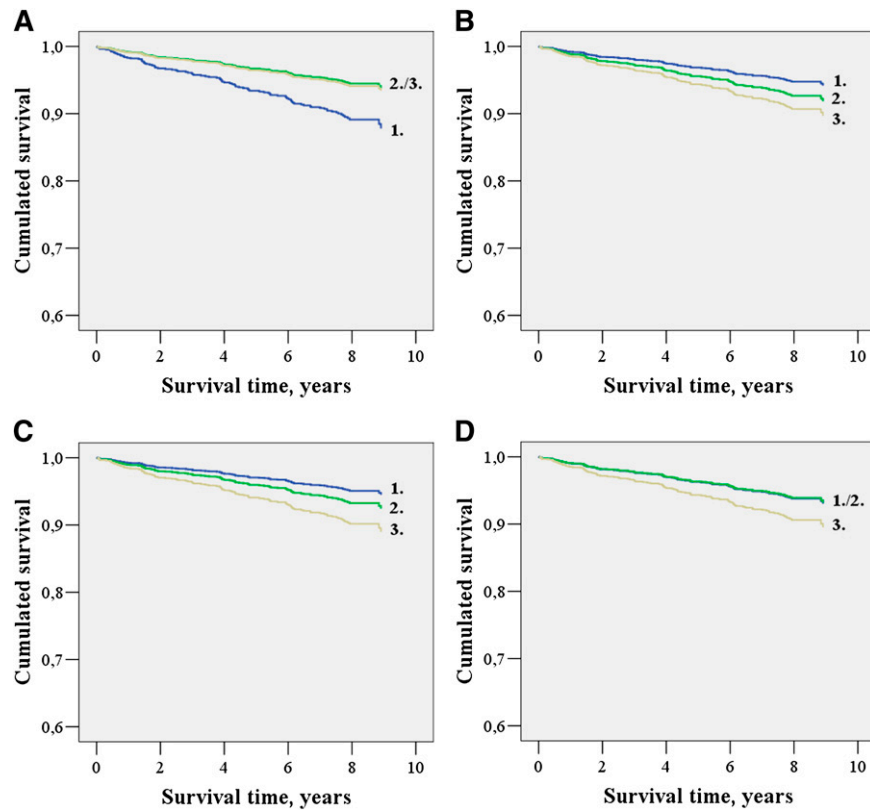 A
1,0
0,9
0,8
0,7
0,6
Cumulated survival
2./3.
1.
0 2 4 6 8 10
Survival time, years
B
1,0
0,9
0,8
0,7
0,6
Cumulated survival
1.
2.
3.
0 2 4 6 8 10
Survival time, years
C
1,0
0,9
0,8
0,7
0,6
Cumulated survival
1.
2.
3.
0 2 4 6 8 10
Survival time, years
D
1,0
0,9
0,8
0,7
0,6
Cumulated survival
1./2.
3.
0 2 4 6 8 10
Survival time, years